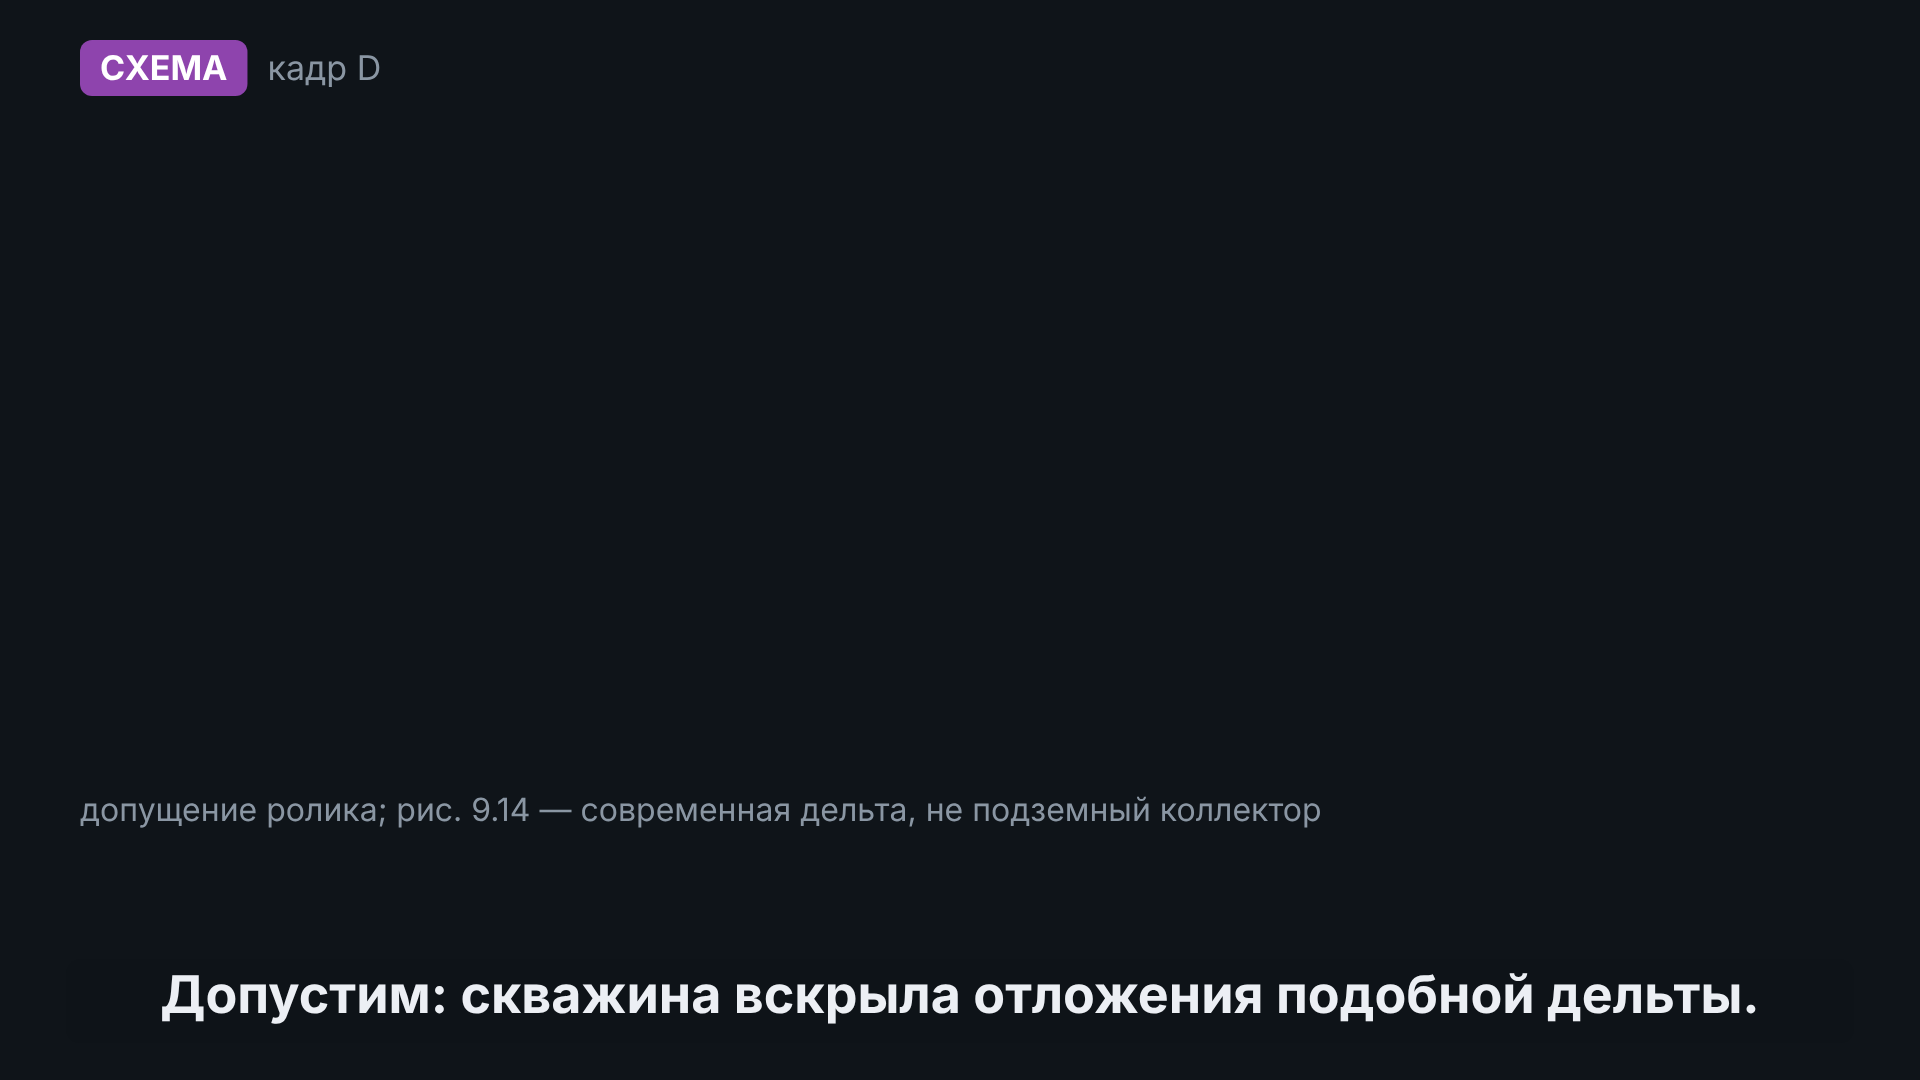 СХЕМА кадр D
допущение ролика; рис. 9.14 — современная дельта, не подземный коллектор
Допустим: скважина вскрыла отложения подобной дельты.